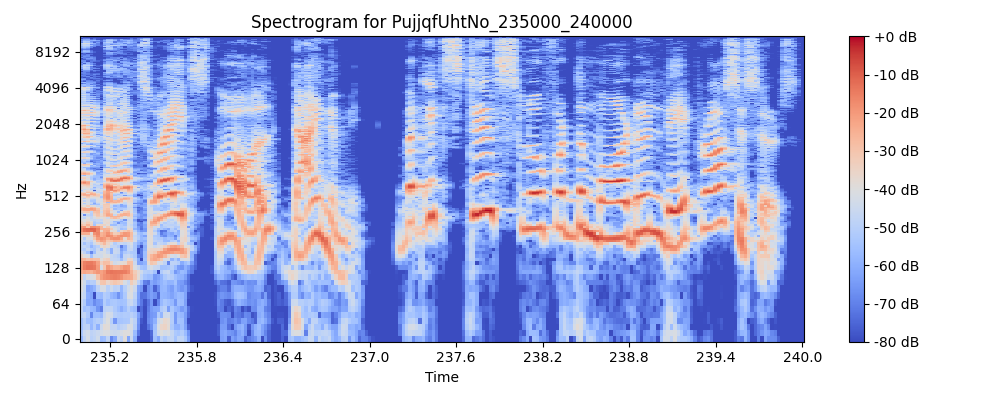 Spectrogram for PujjqfUhtNo_235000_240000
8192
4096
2048
1024
512
256
128
64
0
Hz
235.2 235.8 236.4 237.0 237.6 238.2 238.8 239.4 240.0
Time
+0 dB
-10 dB
-20 dB
-30 dB
-40 dB
-50 dB
-60 dB
-70 dB
-80 dB